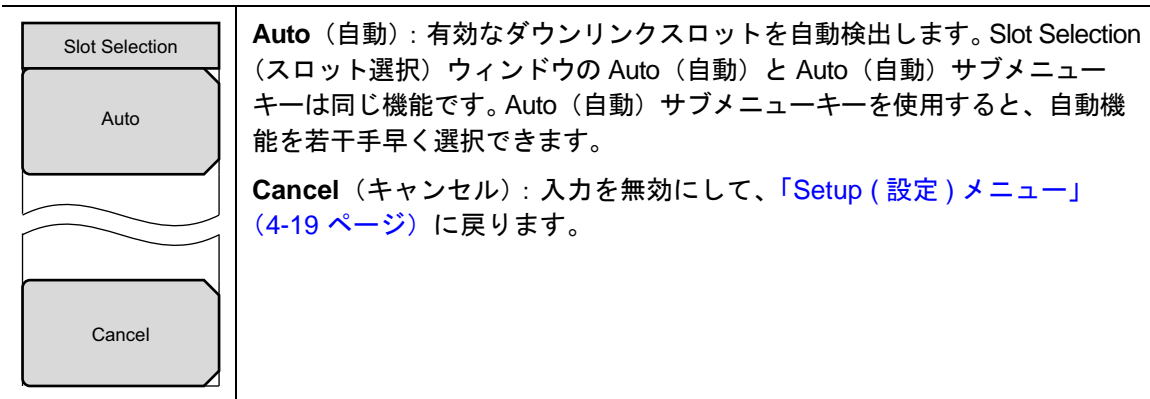 Slot Selection
Auto
Cancel
Auto（自動）: 有効なダウンリンクスロットを自動検出します。Slot Selection
（スロット選択）ウィンドウの Auto（自動）と Auto（自動）サブメニュー
キーは同じ機能です。Auto（自動）サブメニューキーを使用すると、自動機
能を若干手早く選択できます。
Cancel（キャンセル）: 入力を無効にして、「Setup ( 設定 ) メニュー」
（4-19 ページ）に戻ります。